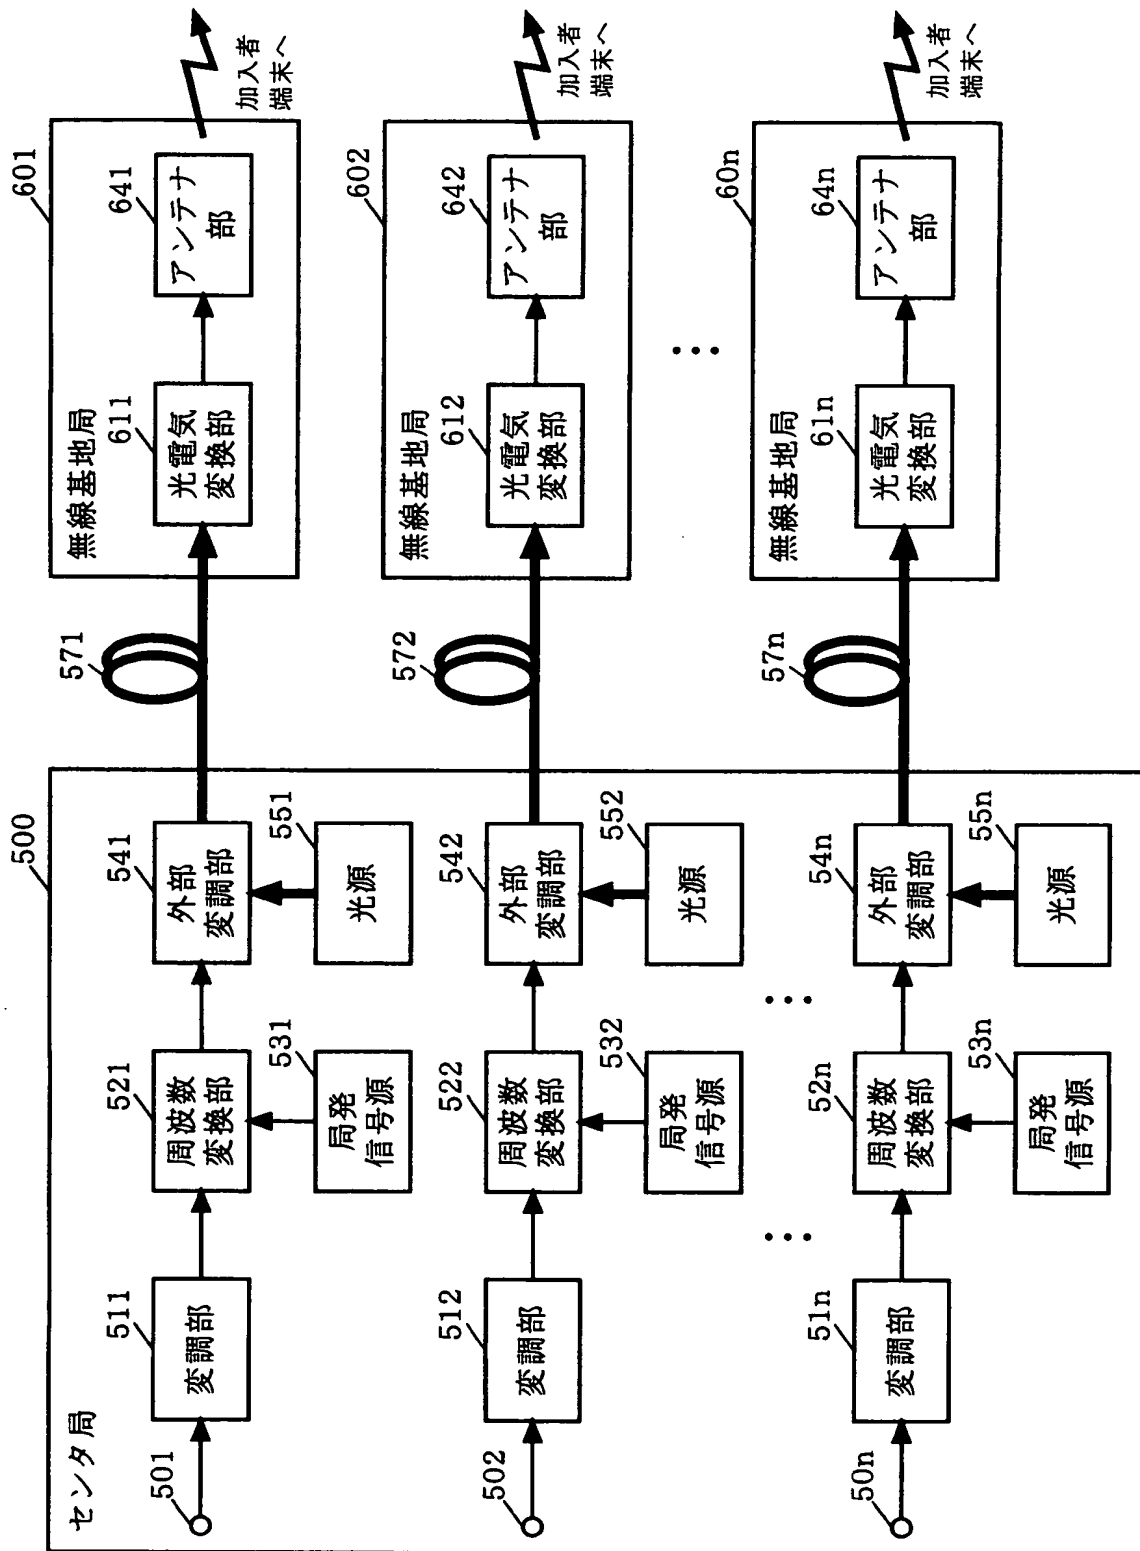 500
センタ局
501
511
変調部
521
周波数
変換部
531
局発
信号源
541
外部
変調部
551
光源
571
601
無線基地局
611
光電気
変換部
641
アンテナ
部
加入者
端末へ
502
512
変調部
522
周波数
変換部
532
局発
信号源
542
外部
変調部
552
光源
572
602
無線基地局
612
光電気
変換部
642
アンテナ
部
加入者
端末へ
50n
51n
変調部
52n
周波数
変換部
53n
局発
信号源
54n
外部
変調部
55n
光源
57n
60n
無線基地局
61n
光電気
変換部
64n
アンテナ
部
加入者
端末へ